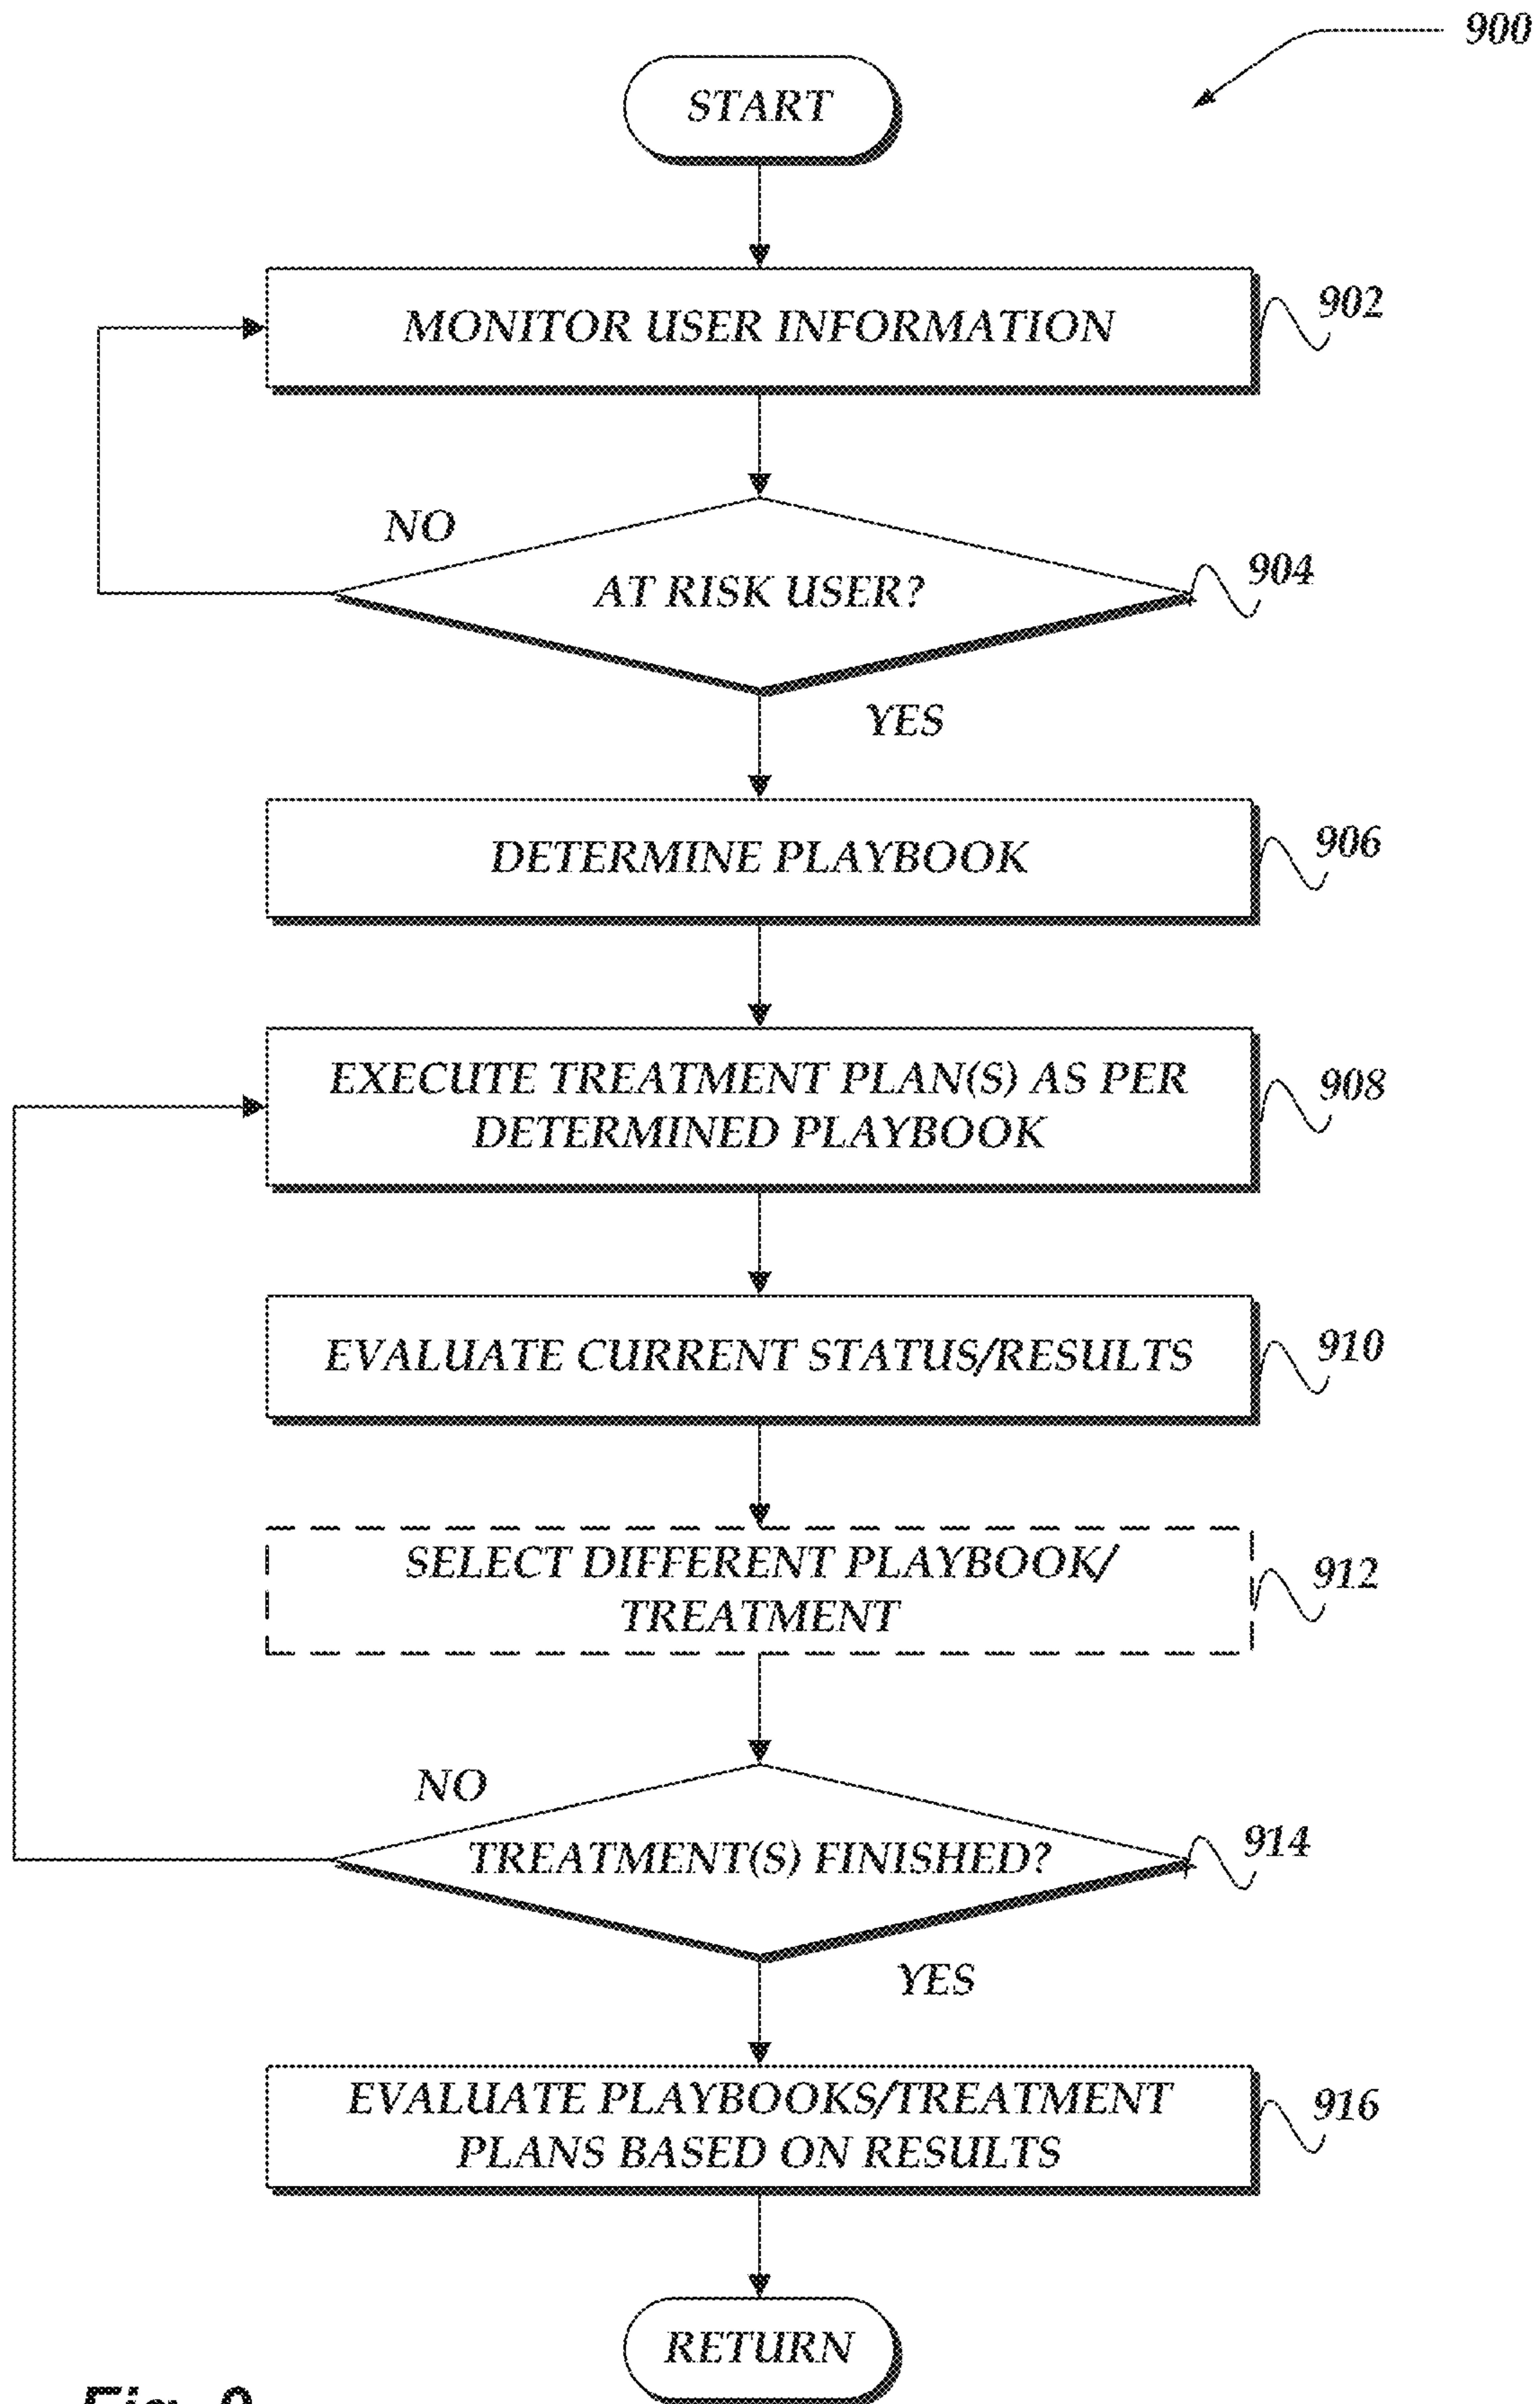 900
START
MONITOR USER INFORMATION
902
NO
AT RISK USER?
904
YES
DETERMINE PLAYBOOK
906
EXECUTE TREATMENT PLAN(S) AS PER
DETERMINED PLAYBOOK
908
EVALUATE CURRENT STATUS/RESULTS
910
SELECT DIFFERENT PLAYBOOK/
TREATMENT
912
NO
TREATMENT(S) FINISHED?
914
YES
EVALUATE PLAYBOOKS/TREATMENT
PLANS BASED ON RESULTS
916
RETURN